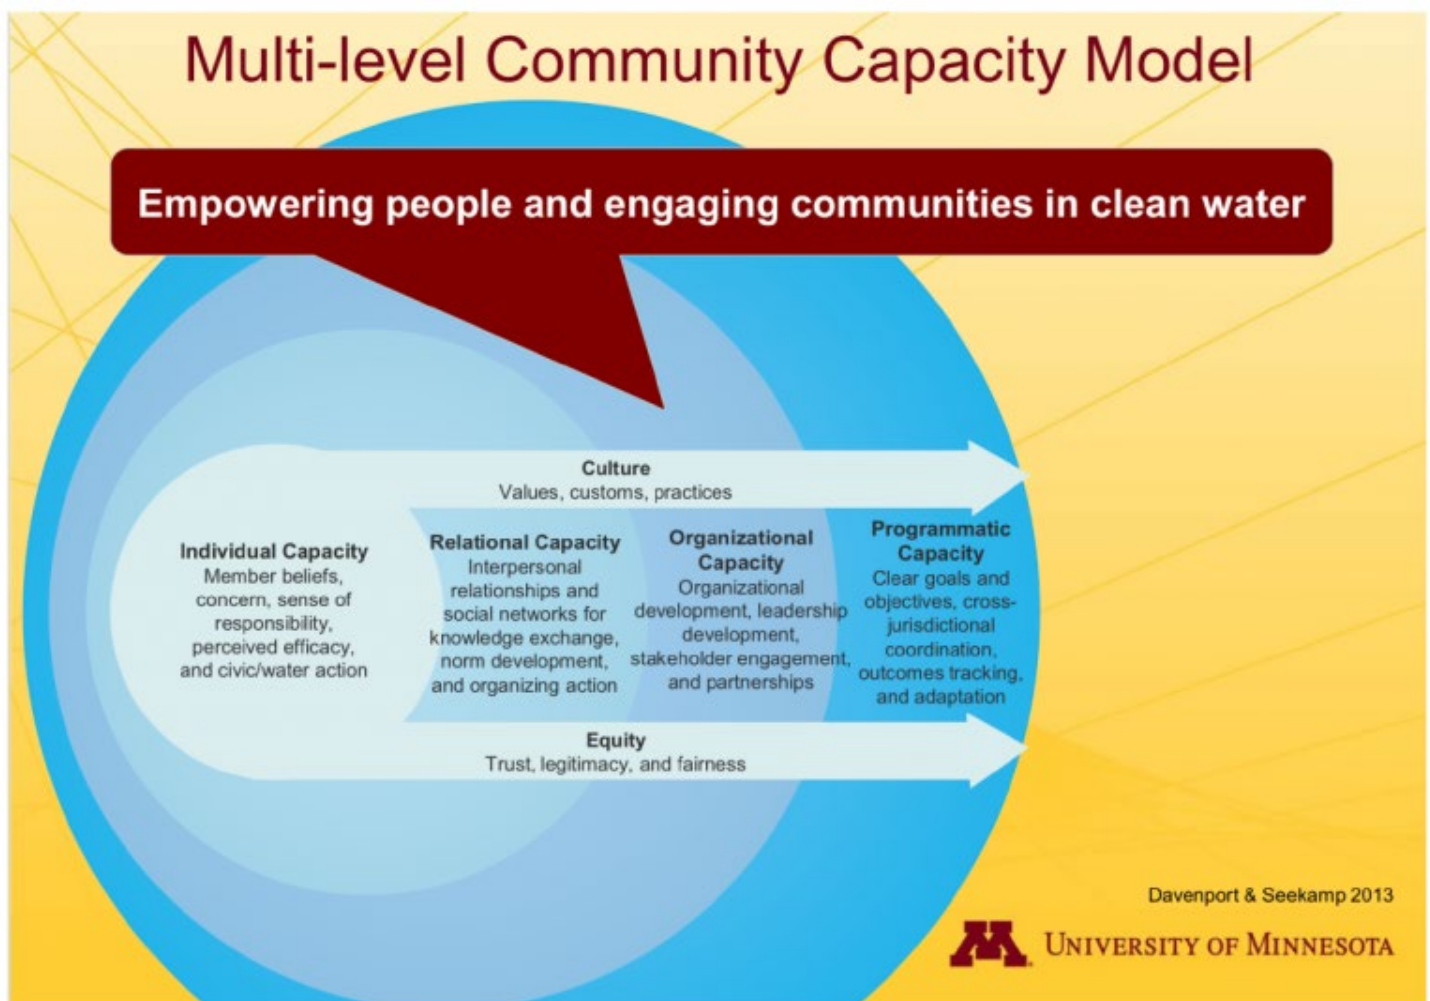 Multi-level Community Capacity Model
Empowering people and engaging communities in clean water
Culture
Values, customs, practices
Individual Capacity
Member beliefs,
concern, sense of
responsibility,
perceived efficacy,
and civic/water action
Relational Capacity
Interpersonal
relationships and
social networks for
knowledge exchange,
norm development,
and organizing action
Organizational
Capacity
Organizational
development, leadership
development,
stakeholder engagement,
and partnerships
Programmatic
Capacity
Clear goals and
objectives, cross-
jurisdictional
coordination,
outcomes tracking,
and adaptation
Equity
Trust, legitimacy, and fairness
Davenport & Seekamp 2013
M UNIVERSITY OF MINNESOTA